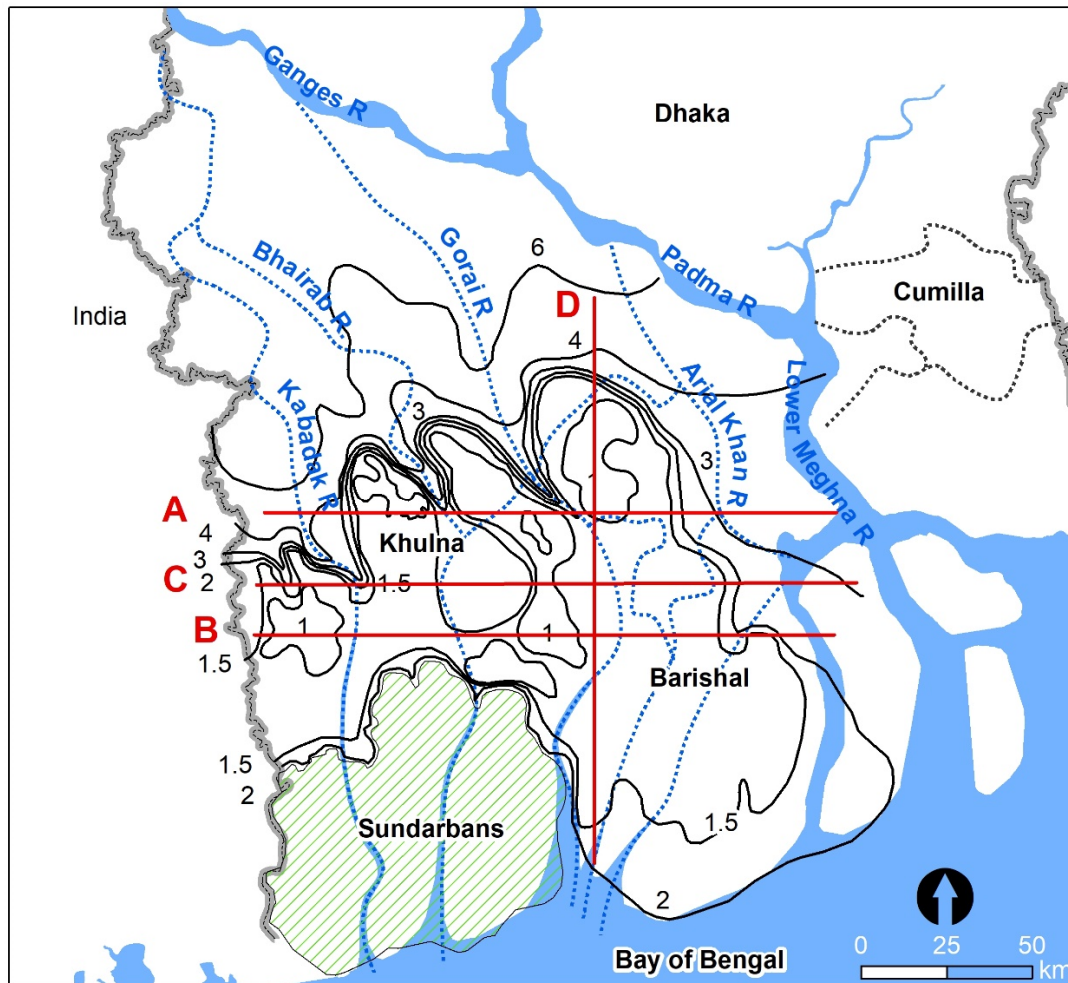 Ganges R
Dhaka
Bhairab R
Gorai R
6
Padma R
Cumilla
India
D
4
Kabadak R
3
Arial Khan R
3
Lower Meghna R
1
A
4
Khulna
3
2
C
1.5
B
1
1
1.5
Barishal
1.5
2
1.5
Sundarbans
2
Bay of Bengal
0 25 50
km